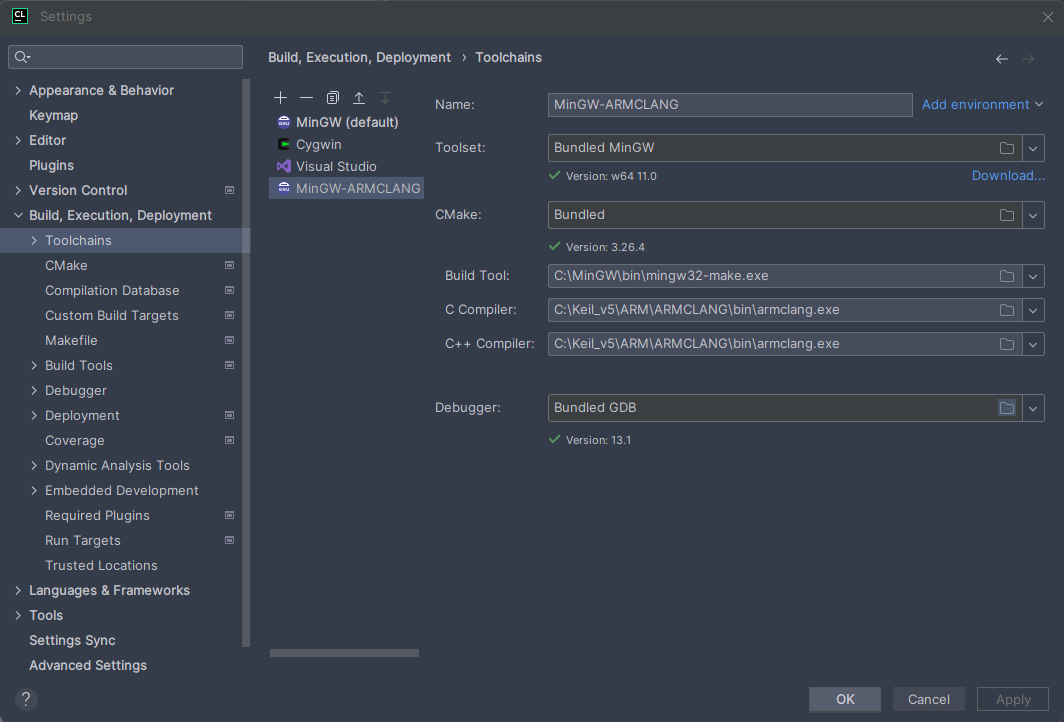 CL Settings
Appearance & Behavior
Keymap
Editor
Plugins
Version Control
Build, Execution, Deployment
Toolchains
CMake
Compilation Database
Custom Build Targets
Makefile
Build Tools
Debugger
Deployment
Coverage
Dynamic Analysis Tools
Embedded Development
Required Plugins
Run Targets
Trusted Locations
Languages & Frameworks
Tools
Settings Sync
Advanced Settings
?
Build, Execution, Deployment › Toolchains
MinGW (default)
Cygwin
Visual Studio
MinGW-ARMCLANG
Name: MinGW-ARMCLANG Add environment
Toolset: Bundled MinGW
Version: w64 11.0 Download...
CMake: Bundled
Version: 3.26.4
Build Tool: C:\MinGW\bin\mingw32-make.exe
C Compiler: C:\Keil_v5\ARM\ARMCLANG\bin\armclang.exe
C++ Compiler: C:\Keil_v5\ARM\ARMCLANG\bin\armclang.exe
Debugger: Bundled GDB
Version: 13.1
OK Cancel Apply